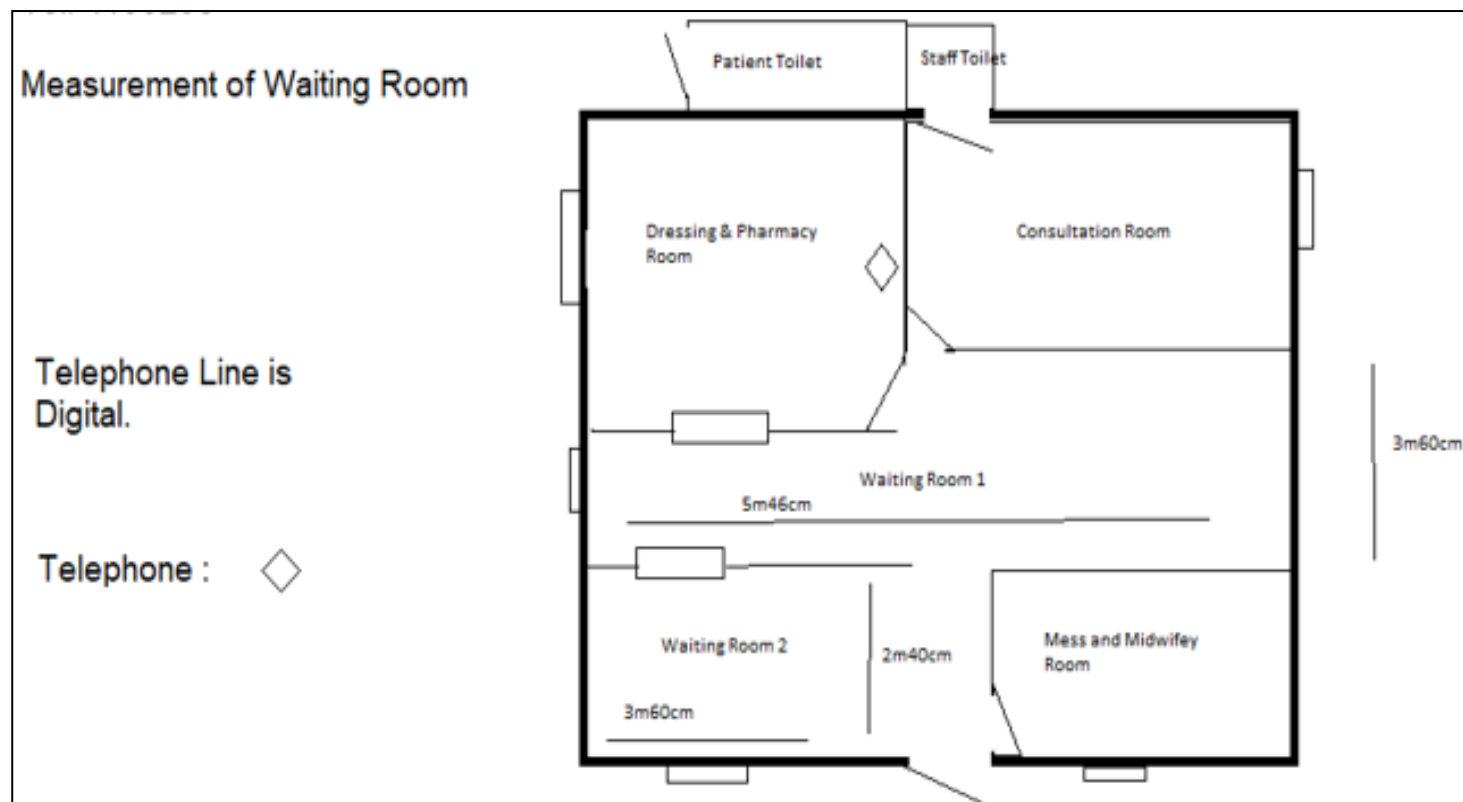 Measurement of Waiting Room
Patient Toilet
Staff Toilet
Dressing & Pharmacy
Room
Consultation Room
Telephone Line is
Digital.
3m60cm
Waiting Room 1
5m46cm
Telephone :
Waiting Room 2
2m40cm
Mess and Midwifey
Room
3m60cm